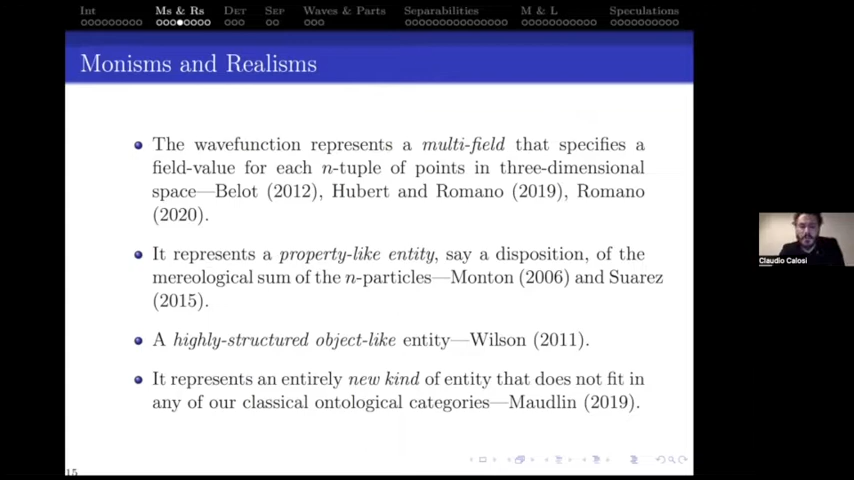 Int Ms & Rs Det Sep Waves & Parts Separabilities M & L Speculations
Monisms and Realisms
The wavefunction represents a multi-field that specifies a
field-value for each n-tuple of points in three-dimensional
space—Belot (2012), Hubert and Romano (2019), Romano
(2020).
It represents a property-like entity, say a disposition, of the
mereological sum of the n-particles—Monton (2006) and Suarez
(2015).
A highly-structured object-like entity—Wilson (2011).
It represents an entirely new kind of entity that does not fit in
any of our classical ontological categories—Maudlin (2019).
15
Claudio Calosi